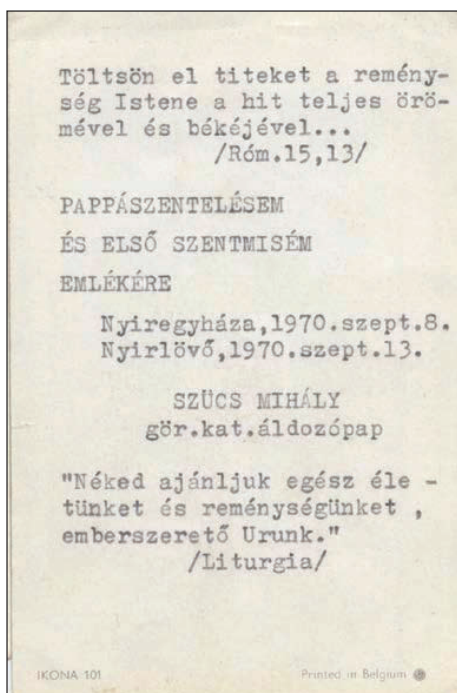 Töltsön el titeket a remény-
ség Istene a hit teljes örö-
mével és békéjével...
/Róm.15,13/
PAPPÁSZENTELÉSEM
ÉS ELSŐ SZENTMISÉM
EMLÉKÉRE
Nyiregyháza,1970.szept.8.
Nyirlövő,1970.szept.13.
SZÜCS MIHÁLY
gör.kat.áldozópap
"Néked ajánljuk egész éle -
tünket és reménységünket ,
emberszerető Urunk."
/Liturgia/
IKONA 101
Printed in Belgium